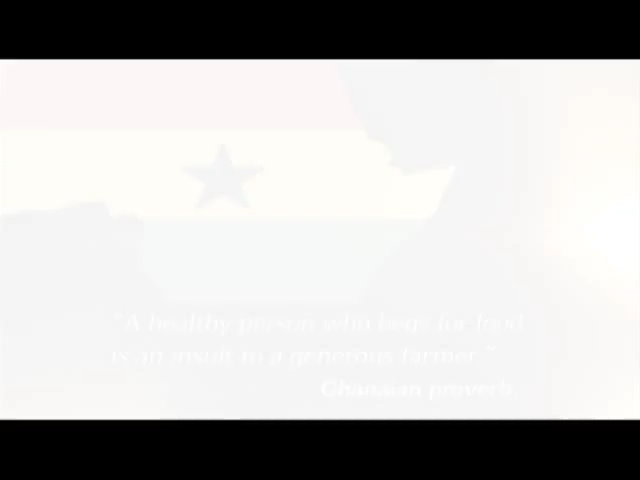 "A healthy person who begs for food
is an insult to a generous farmer."
Ghanaian proverb.